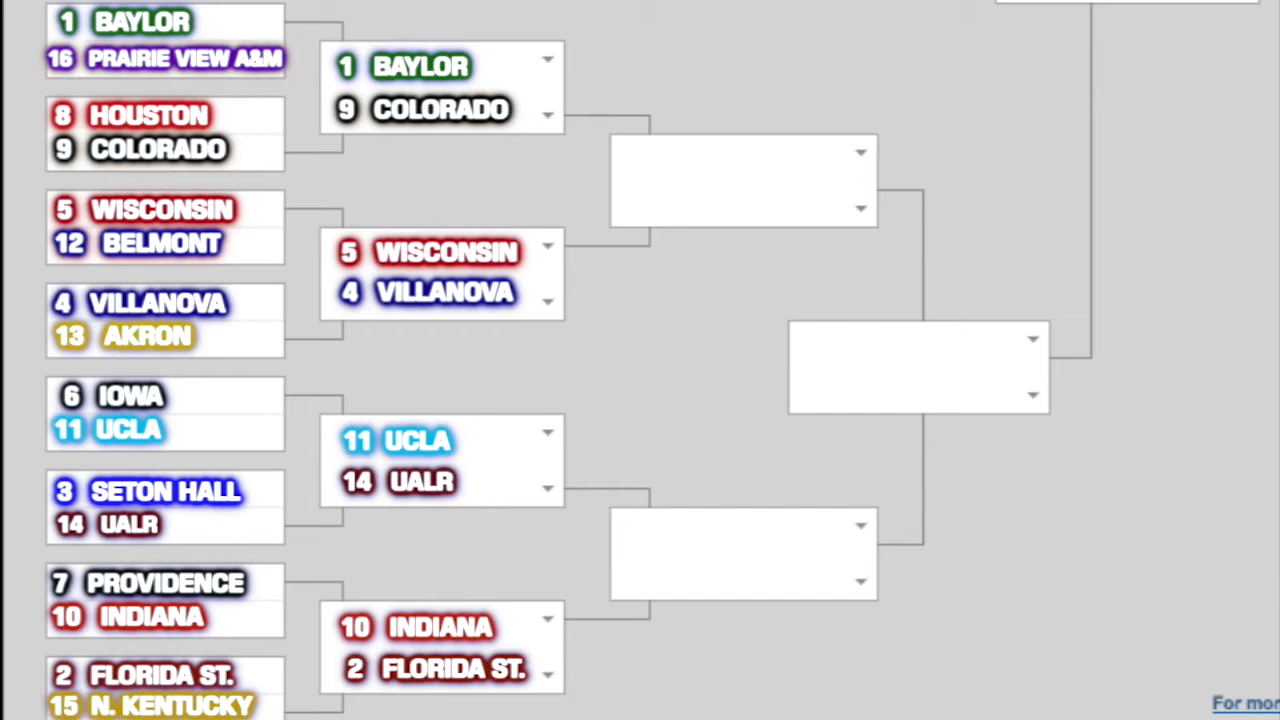 1 BAYLOR
16 PRAIRIE VIEW A&M
8 HOUSTON
9 COLORADO
5 WISCONSIN
12 BELMONT
4 VILLANOVA
13 AKRON
6 IOWA
11 UCLA
3 SETON HALL
14 UALR
7 PROVIDENCE
10 INDIANA
2 FLORIDA ST.
15 N. KENTUCKY
1 BAYLOR
9 COLORADO
5 WISCONSIN
4 VILLANOVA
11 UCLA
14 UALR
10 INDIANA
2 FLORIDA ST.
For